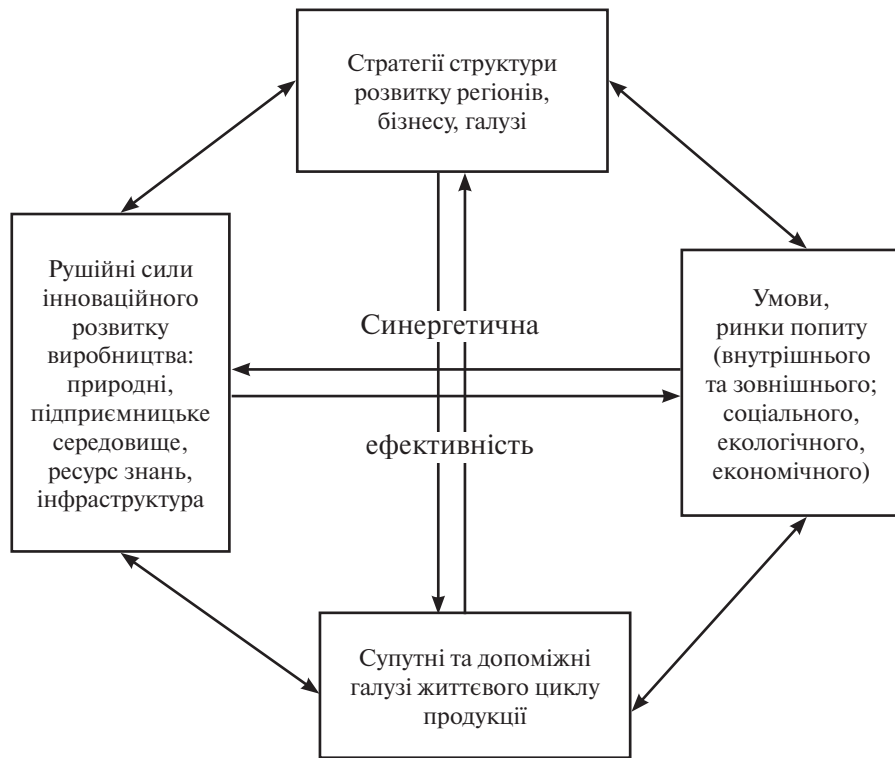 Стратегії структури
розвитку регіонів,
бізнесу, галузі
Рушійні сили
інноваційного
розвитку
виробництва:
природні,
підприємницьке
середовище,
ресурс знань,
інфраструктура
Синергетична
ефективність
Умови,
ринки попиту
(внутрішнього
та зовнішнього;
соціального,
екологічного,
економічного)
Супутні та допоміжні
галузі життєвого циклу
продукції